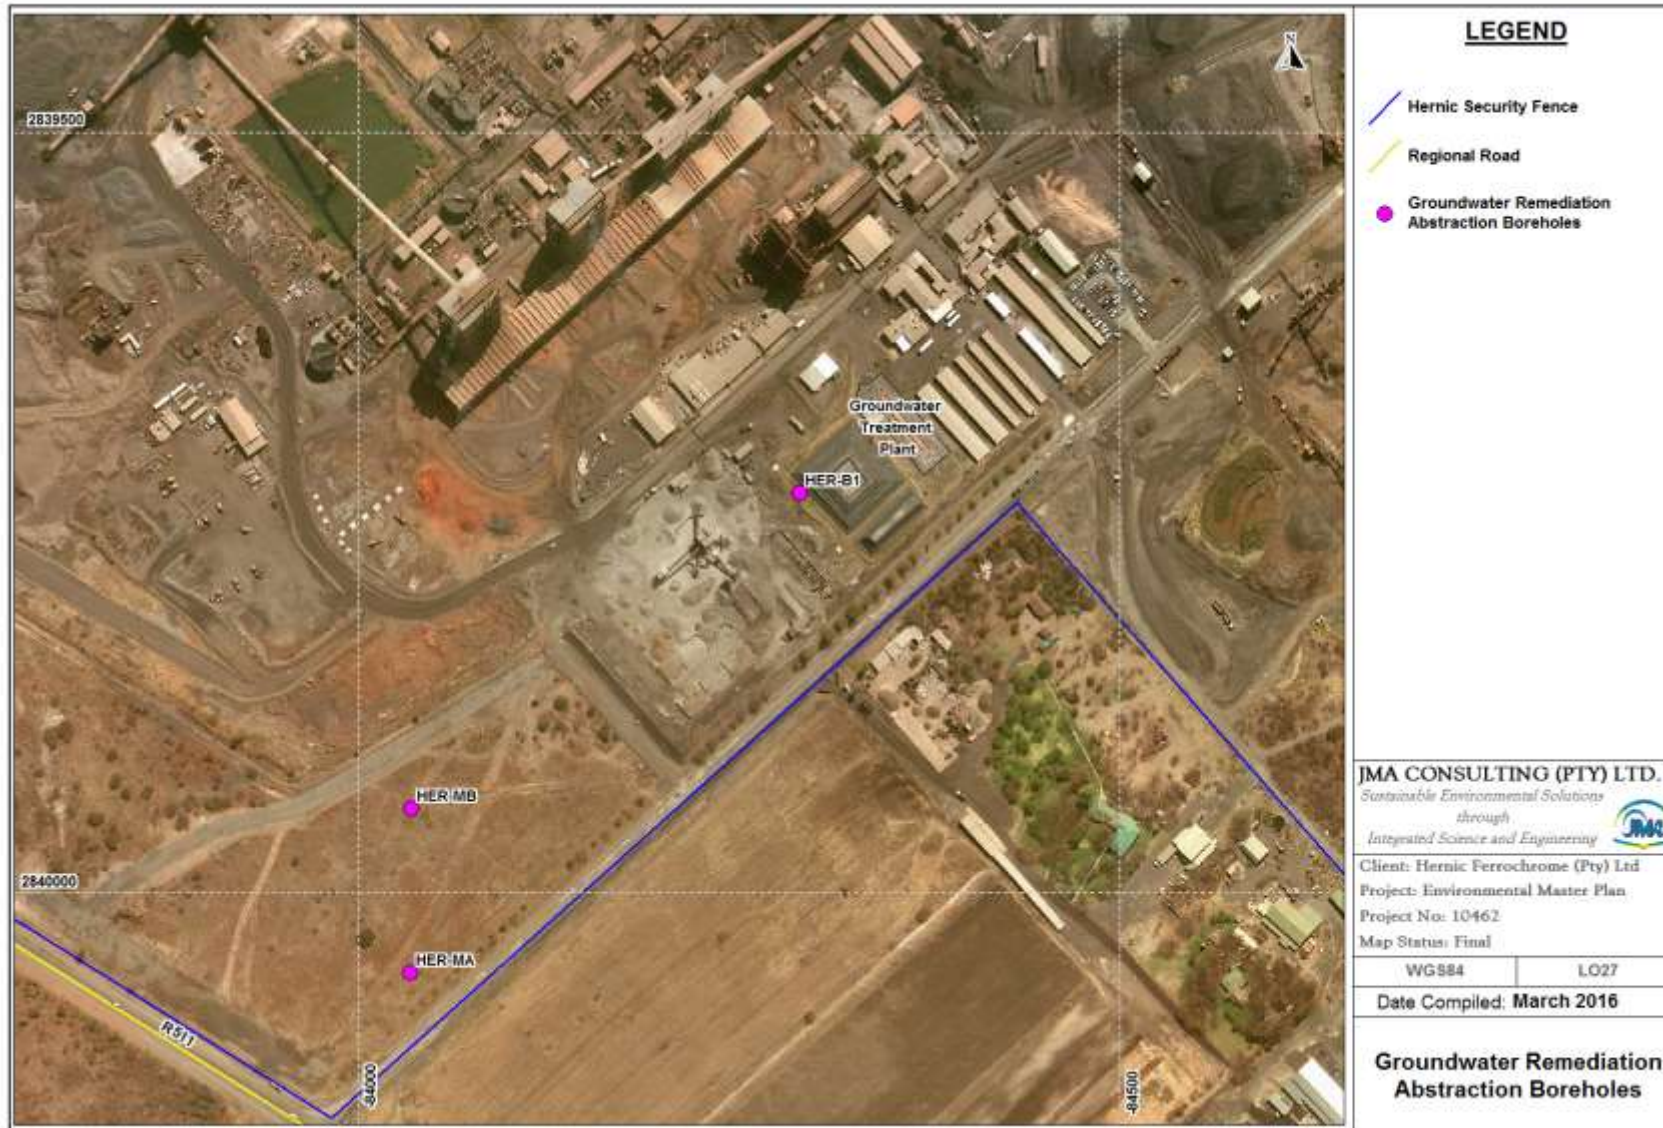 LEGEND
Hernic Security Fence
Regional Road
Groundwater Remediation
Abstraction Boreholes
N
2839500
Groundwater
Treatment
Plant
HER-B1
HER-MB
2840000
HER-MA
R511
-84000
-84500
JMA CONSULTING (PTY) LTD.
Sustainable Environmental Solutions
through
Integrated Science and Engineering
JMA
Client: Hernic Ferrochrome (Pty) Ltd
Project: Environmental Master Plan
Project No: 10462
Map Status: Final
WGS84
LO27
Date Compiled: March 2016
Groundwater Remediation
Abstraction Boreholes